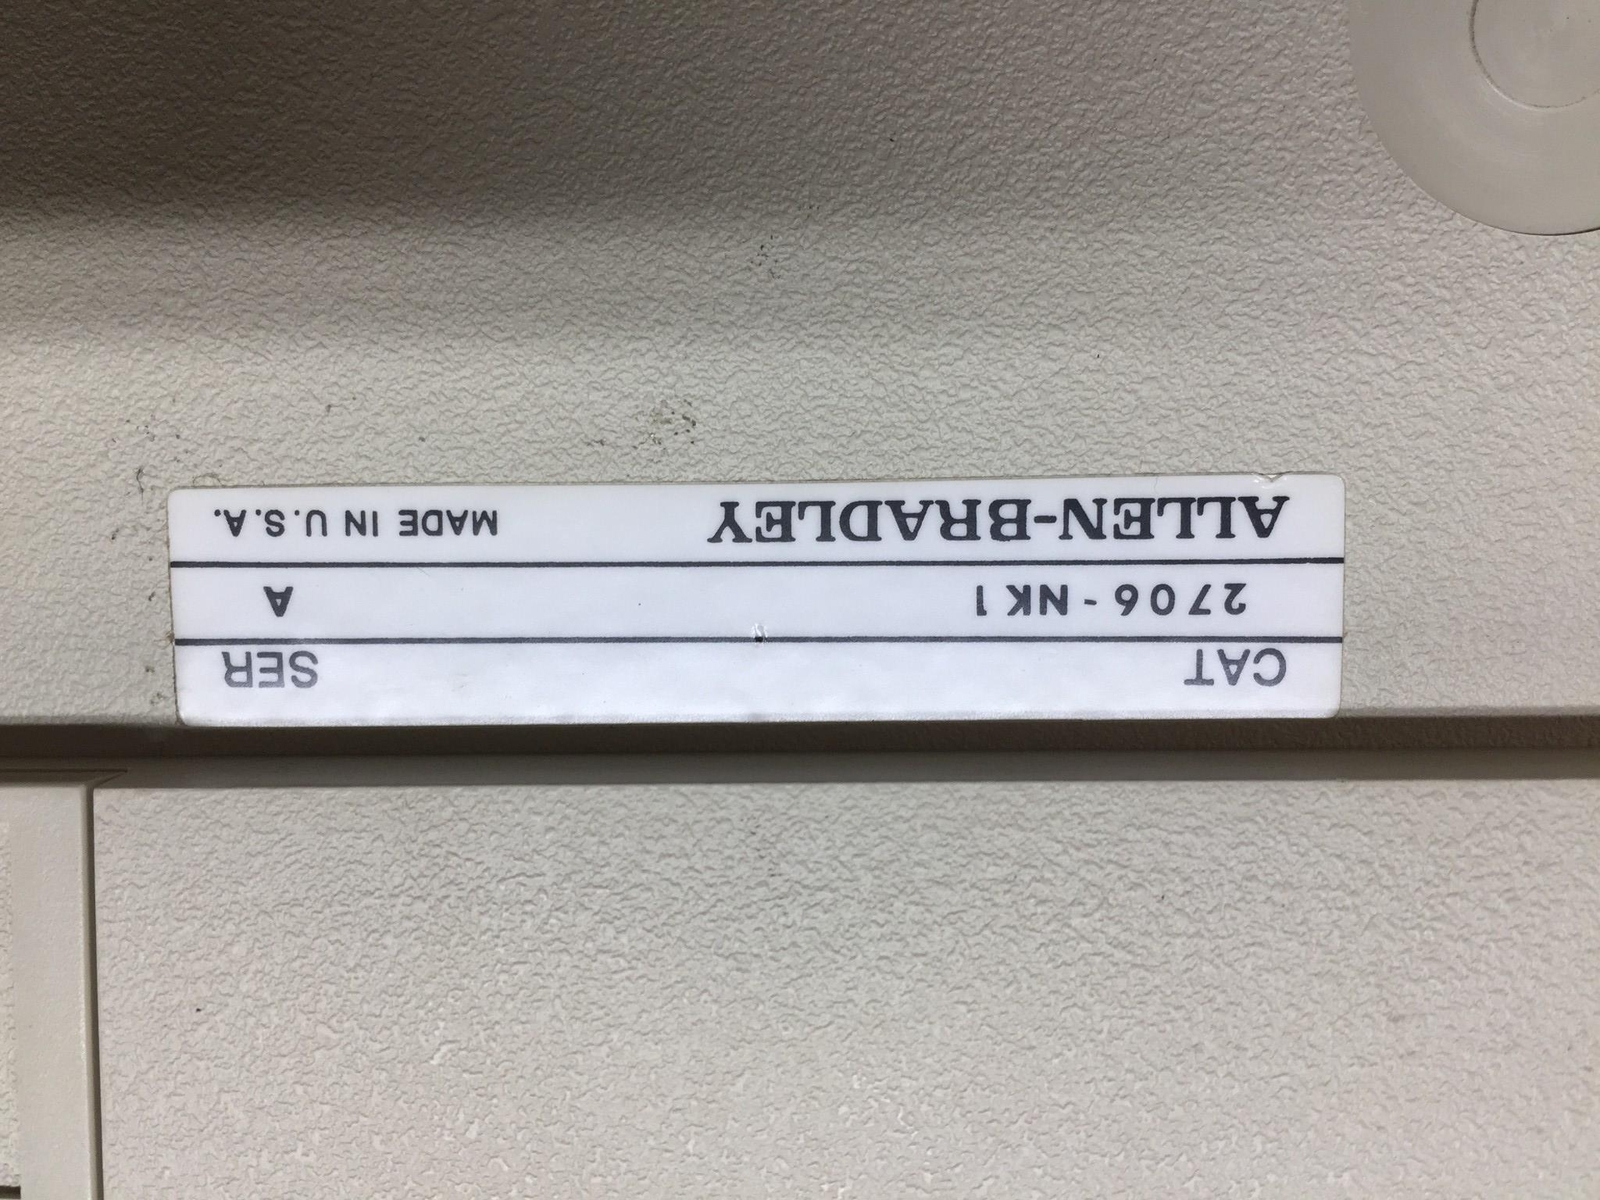 CAT SER
2706-NK1 A
ALLEN-BRADLEY MADE IN U.S.A.